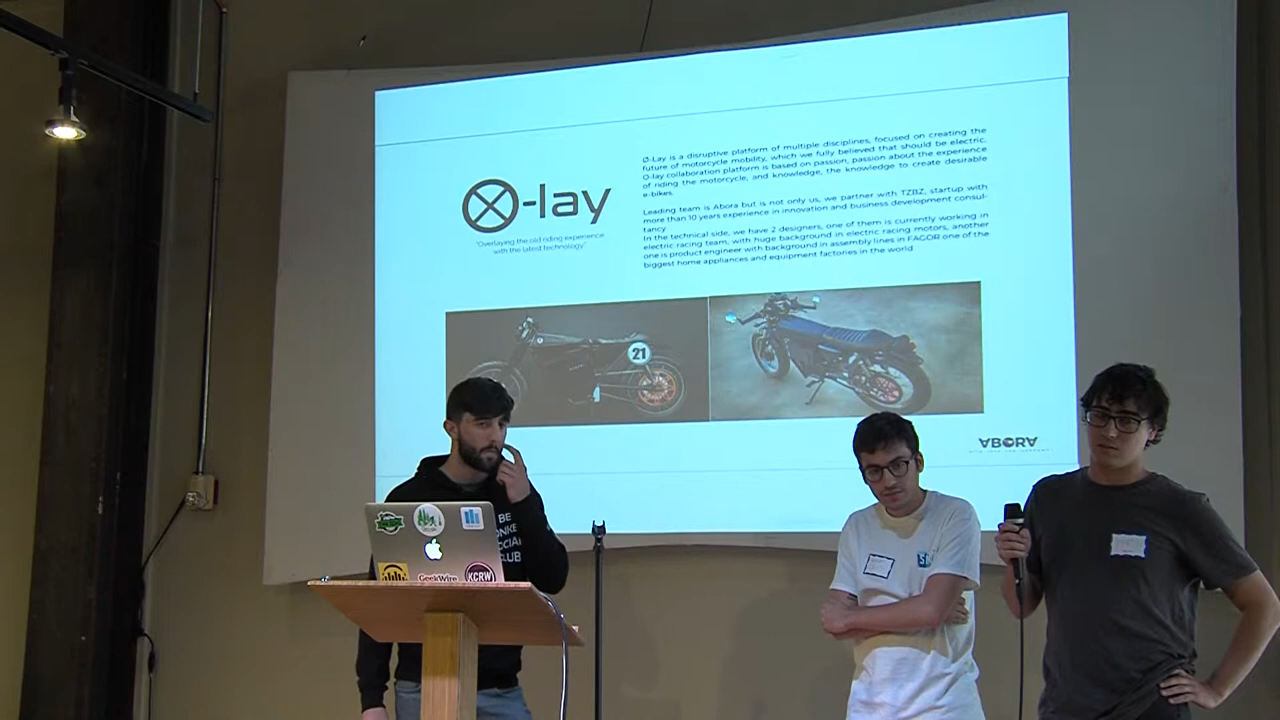 Ø-Lay is a disruptive platform of multiple disciplines, focused on creating the
future of motorcycle mobility, which we fully believed that should be electric.
O-lay collaboration platform is based on passion, passion about the experience
of riding the motorcycle, and knowledge, the knowledge to create desirable
e-bikes.
-lay
"Overlaying the old riding experience
with the latest technology"
Leading team is Abora but is not only us, we partner with TZBZ, startup with
more than 10 years experience in innovation and business development consul-
tancy
In the technical side, we have 2 designers, one of them is currently working in
electric racing team, with huge background in electric racing motors, another
one is product engineer with background in assembly lines in FAGOR one of the
biggest home appliances and equipment factories in the world
21
ABORA
BE
CLUB
GeekWire
KCRW